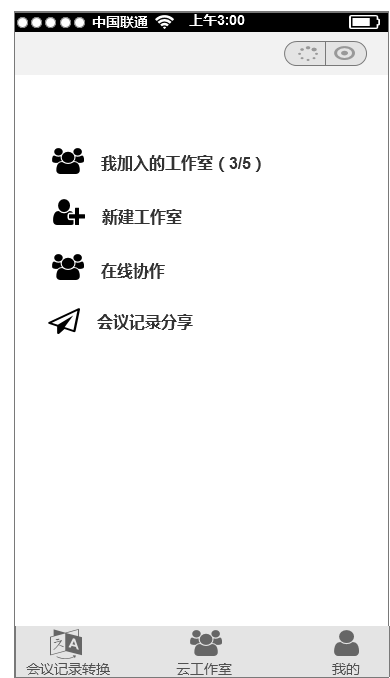 中国联通 上午3:00
我加入的工作室（3/5）
新建工作室
在线协作
会议记录分享
会议记录转换 云工作室 我的